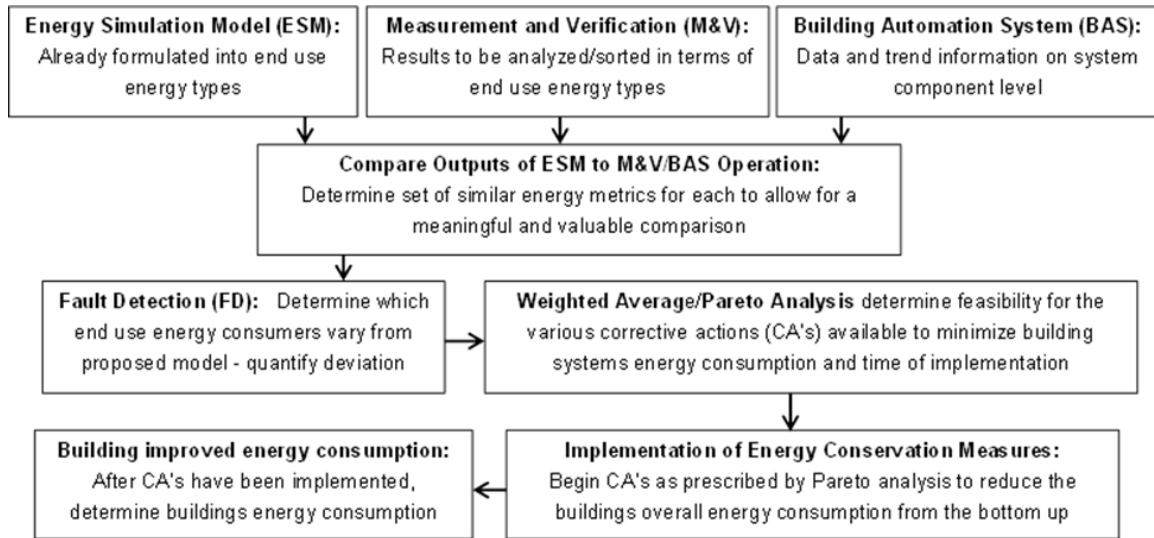 Energy Simulation Model (ESM):
Already formulated into end use
energy types
Measurement and Verification (M&V):
Results to be analyzed/sorted in terms of
end use energy types
Building Automation System (BAS):
Data and trend information on system
component level
Compare Outputs of ESM to M&V/BAS Operation:
Determine set of similar energy metrics for each to allow for a
meaningful and valuable comparison
Fault Detection (FD): Determine which
end use energy consumers vary from
proposed model - quantify deviation
Weighted Average/Pareto Analysis determine feasibility for the
various corrective actions (CA's) available to minimize building
systems energy consumption and time of implementation
Building improved energy consumption:
After CA's have been implemented,
determine buildings energy consumption
Implementation of Energy Conservation Measures:
Begin CA's as prescribed by Pareto analysis to reduce the
buildings overall energy consumption from the bottom up